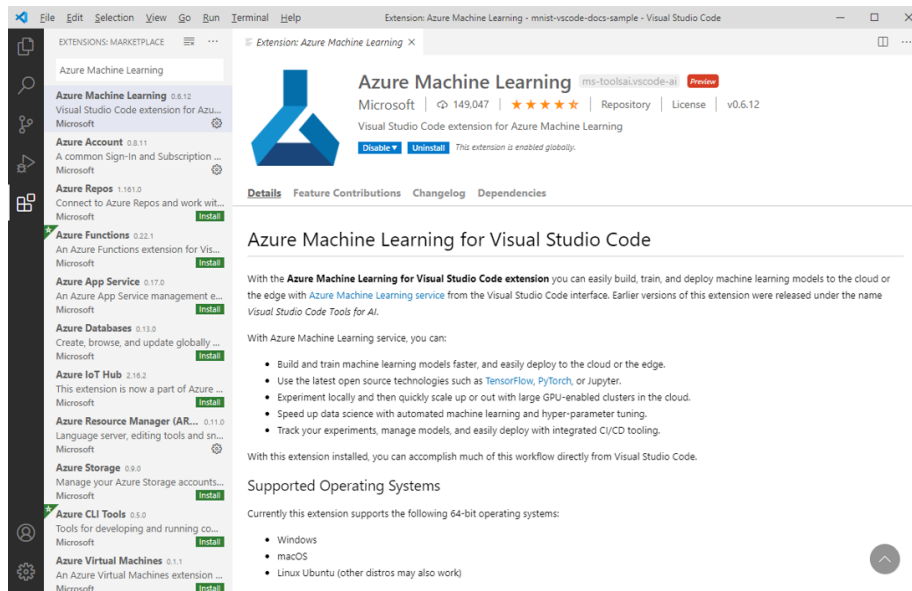 File Edit Selection View Go Run Terminal Help
Extension: Azure Machine Learning - mnist-vscode-docs-sample - Visual Studio Code
EXTENSIONS: MARKETPLACE
Azure Machine Learning
Azure Machine Learning 0.6.12
Visual Studio Code extension for Azu...
Microsoft
Azure Account 0.8.11
A common Sign-In and Subscription ...
Microsoft
Azure Repos 1.161.0
Connect to Azure Repos and work wit...
Microsoft Install
Azure Functions 0.22.1
An Azure Functions extension for Vis...
Microsoft Install
Azure App Service 0.17.0
An Azure App Service management e...
Microsoft Install
Azure Databases 0.13.0
Create, browse, and update globally ...
Microsoft Install
Azure IoT Hub 2.16.2
This extension is now a part of Azure ...
Microsoft Install
Azure Resource Manager (AR... 0.11.0
Language server, editing tools and sn...
Microsoft
Azure Storage 0.9.0
Manage your Azure Storage accounts...
Microsoft Install
Azure CLI Tools 0.5.0
Tools for developing and running co...
Microsoft Install
Azure Virtual Machines 0.1.1
An Azure Virtual Machines extension ...
Microsoft Install
Extension: Azure Machine Learning
Azure Machine Learning ms-toolsai.vscode-ai Preview
Microsoft 149,047 Repository License v0.6.12
Visual Studio Code extension for Azure Machine Learning
Disable Uninstall This extension is enabled globally.
Details Feature Contributions Changelog Dependencies
Azure Machine Learning for Visual Studio Code
With the Azure Machine Learning for Visual Studio Code extension you can easily build, train, and deploy machine learning models to the cloud or
the edge with Azure Machine Learning service from the Visual Studio Code interface. Earlier versions of this extension were released under the name
Visual Studio Code Tools for AI.
With Azure Machine Learning service, you can:
• Build and train machine learning models faster, and easily deploy to the cloud or the edge.
• Use the latest open source technologies such as TensorFlow, PyTorch, or Jupyter.
• Experiment locally and then quickly scale up or out with large GPU-enabled clusters in the cloud.
• Speed up data science with automated machine learning and hyper-parameter tuning.
• Track your experiments, manage models, and easily deploy with integrated CI/CD tooling.
With this extension installed, you can accomplish much of this workflow directly from Visual Studio Code.
Supported Operating Systems
Currently this extension supports the following 64-bit operating systems:
• Windows
• macOS
• Linux Ubuntu (other distros may also work)